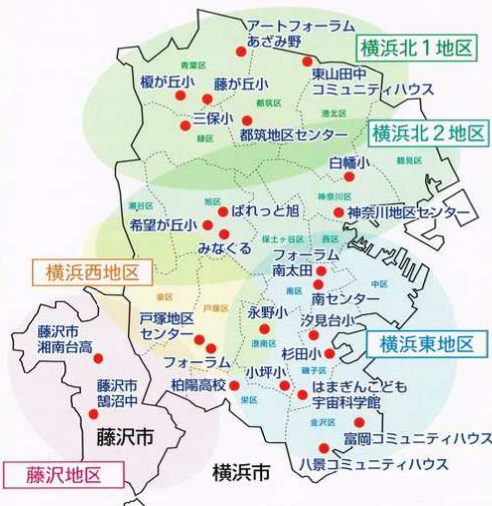 アートフォーラム
あざみ野
横浜北1地区
青葉区
東山田中
コミュニティハウス
榎が丘小
藤が丘小
都筑区
港北区
三保小
都筑地区センター
緑区
横浜北2地区
白幡小
鶴見区
瀬谷区
旭区
ぱれっと旭
神奈川区
神奈川地区センター
希望が丘小
みなくる
保土ヶ谷区
西区
フォーラム
南太田
横浜西地区
泉区
戸塚区
南区
中区
南センター
藤沢市
湘南台高
戸塚地区
センター
永野小
港南区
汐見台小
横浜東地区
フォーラム
杉田小
磯子区
藤沢市
鵠沼中
柏陽高校
小坪小
栄区
はまぎんこども
宇宙科学館
藤沢市
金沢区
富岡コミュニティハウス
藤沢地区
横浜市
八景コミュニティハウス